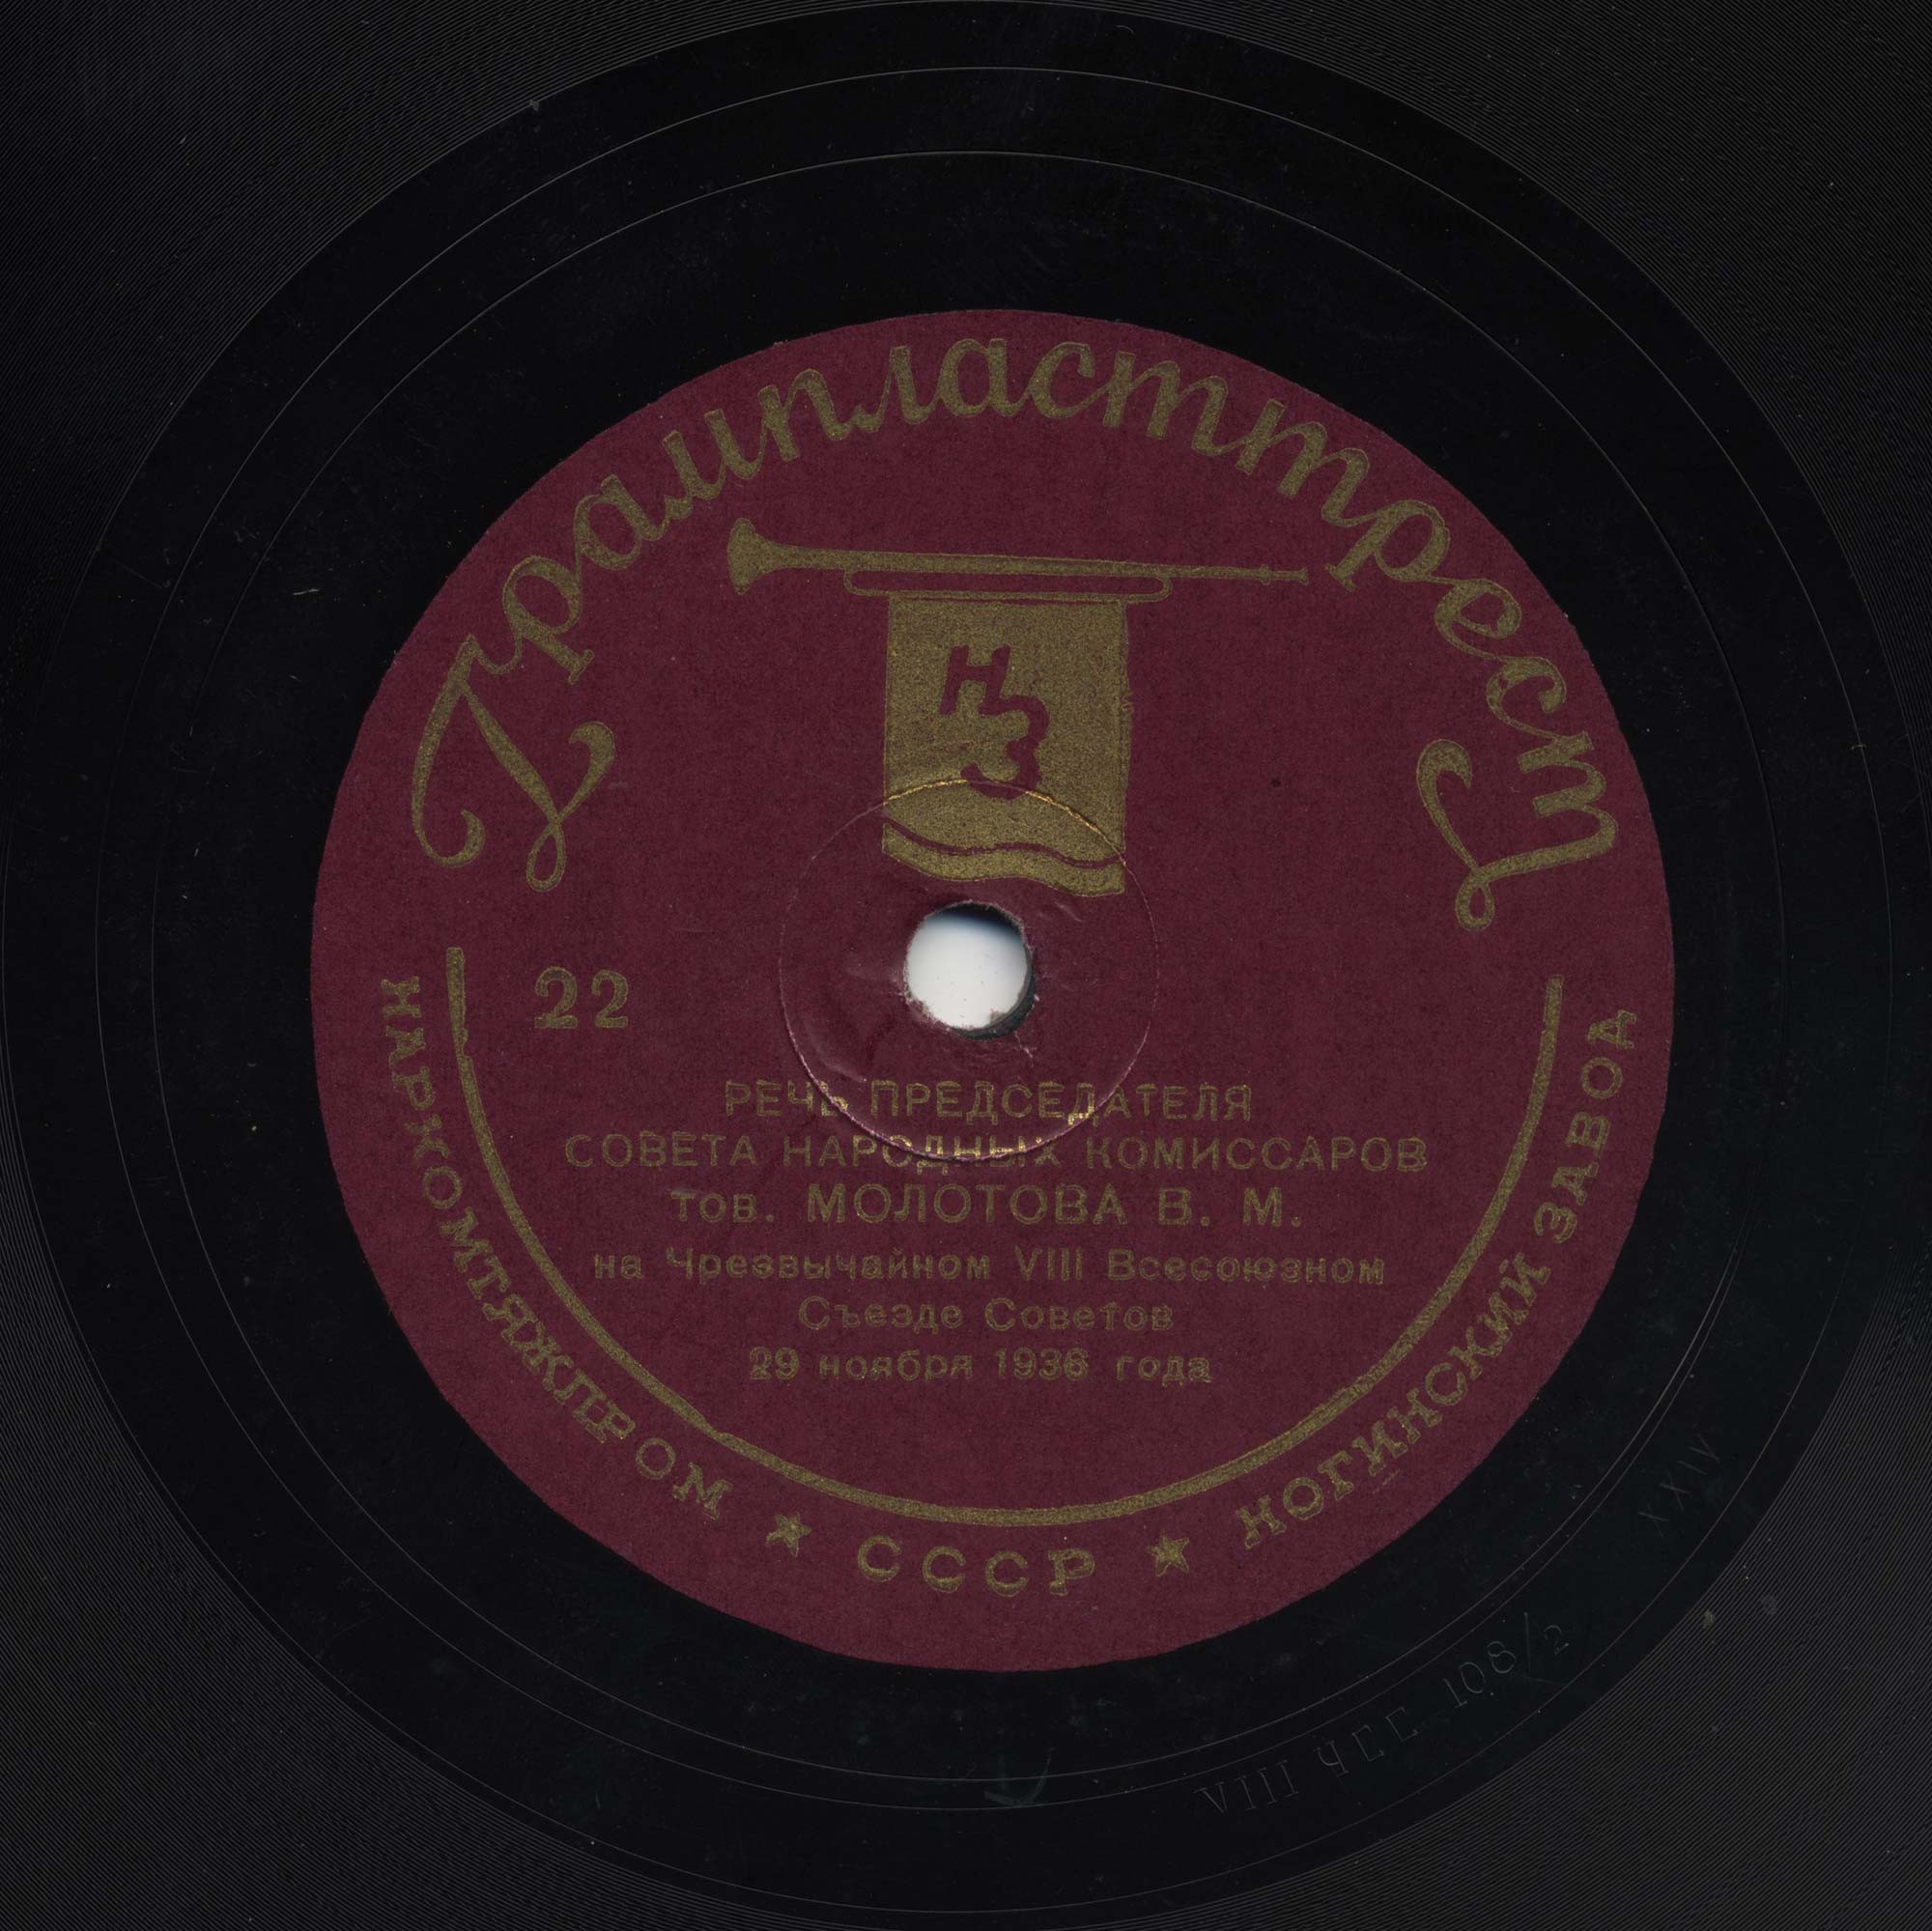 Грампласттрест
НЗ
22
РЕЧЬ ПРЕДСЕДАТЕЛЯ
СОВЕТА НАРОДНЫХ КОМИССАРОВ
тов. МОЛОТОВА В. М.
на Чрезвычайном VIII Всесоюзном
Съезде Советов
29 ноября 1936 года
НАРКОМТЯЖПРОМ ★ СССР ★ НОГИНСКИЙ ЗАВОД
VIII ЧСС 108/2
XXIV